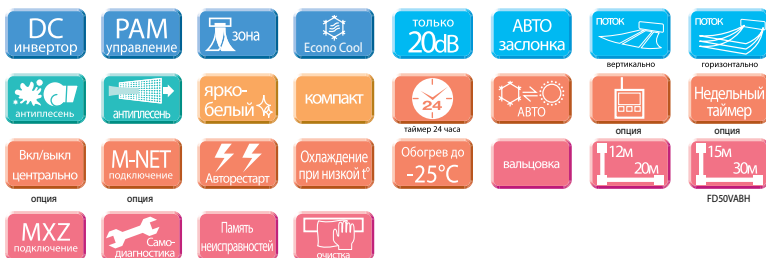 DC
инвертор
PAM
управление
зона
Econo Cool
только
20dB
АВТО
заслонка
поток
вертикально
поток
горизонтально
антиплесень
антиплесень
ярко-
белый
компакт
24
таймер 24 часа
АВТО
опция
Недельный
таймер
опция
Вкл/выкл
центрально
опция
M-NET
подключение
опция
Авторестарт
Охлаждение
при низкой t°
Обогрев до
-25°C
вальцовка
12м
20м
15м
30м
FD50VABH
MXZ
подключение
Само-
диагностика
Память
неисправностей
очистка